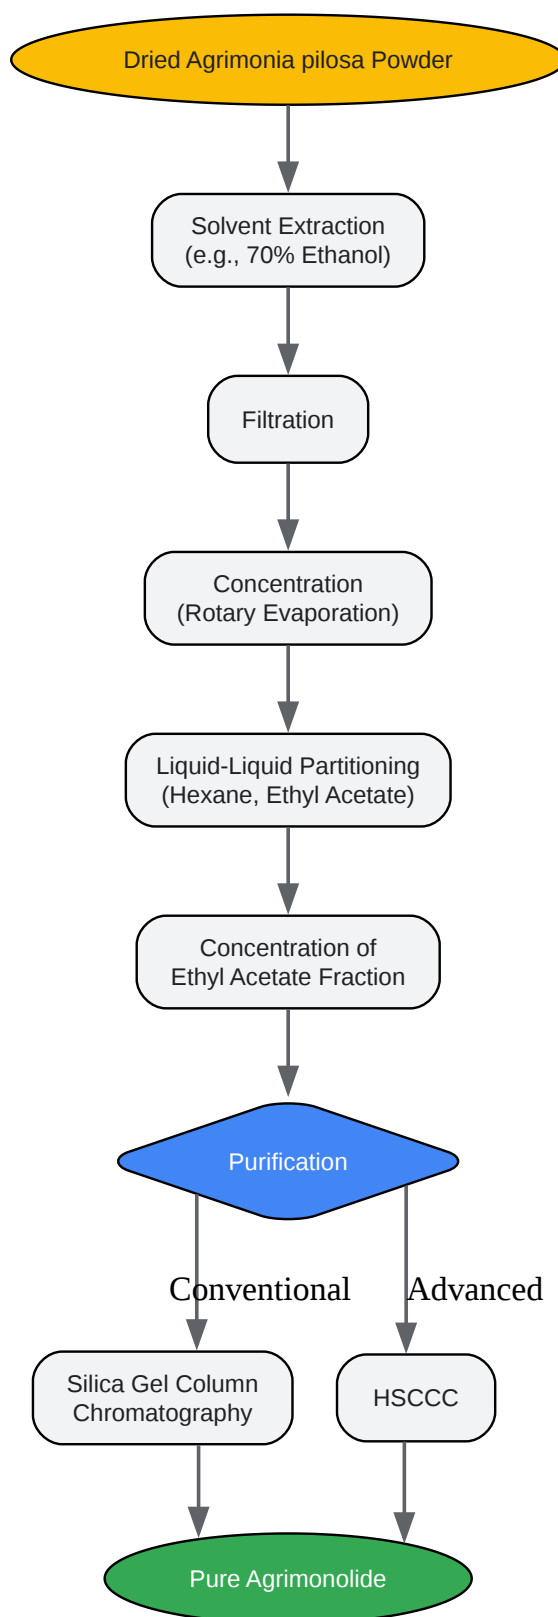 Dried Agrimonia pilosa Powder
Solvent Extraction
(e.g., 70% Ethanol)
Filtration
Concentration
(Rotary Evaporation)
Liquid-Liquid Partitioning
(Hexane, Ethyl Acetate)
Concentration of
Ethyl Acetate Fraction
Purification
Conventional
Advanced
Silica Gel Column
Chromatography
HSCCC
Pure Agrimonolide